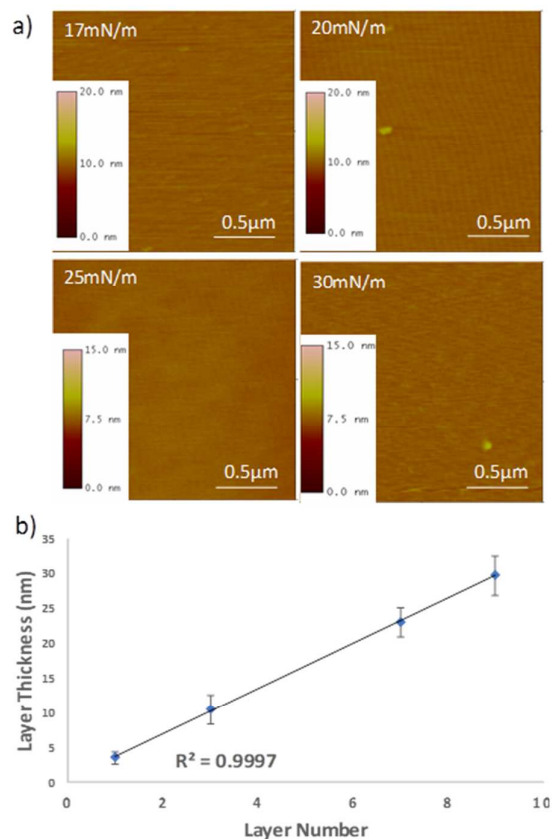 a)
17mN/m
20mN/m
20.0 nm
10.0 nm
0.0 nm
0.5µm
20.0 nm
10.0 nm
0.0 nm
0.5µm
25mN/m
30mN/m
15.0 nm
7.5 nm
0.0 nm
0.5µm
15.0 nm
7.5 nm
0.0 nm
0.5µm
b)
Layer Thickness (nm)
35
30
25
20
15
10
5
0
R² = 0.9997
0 2 4 6 8 10
Layer Number